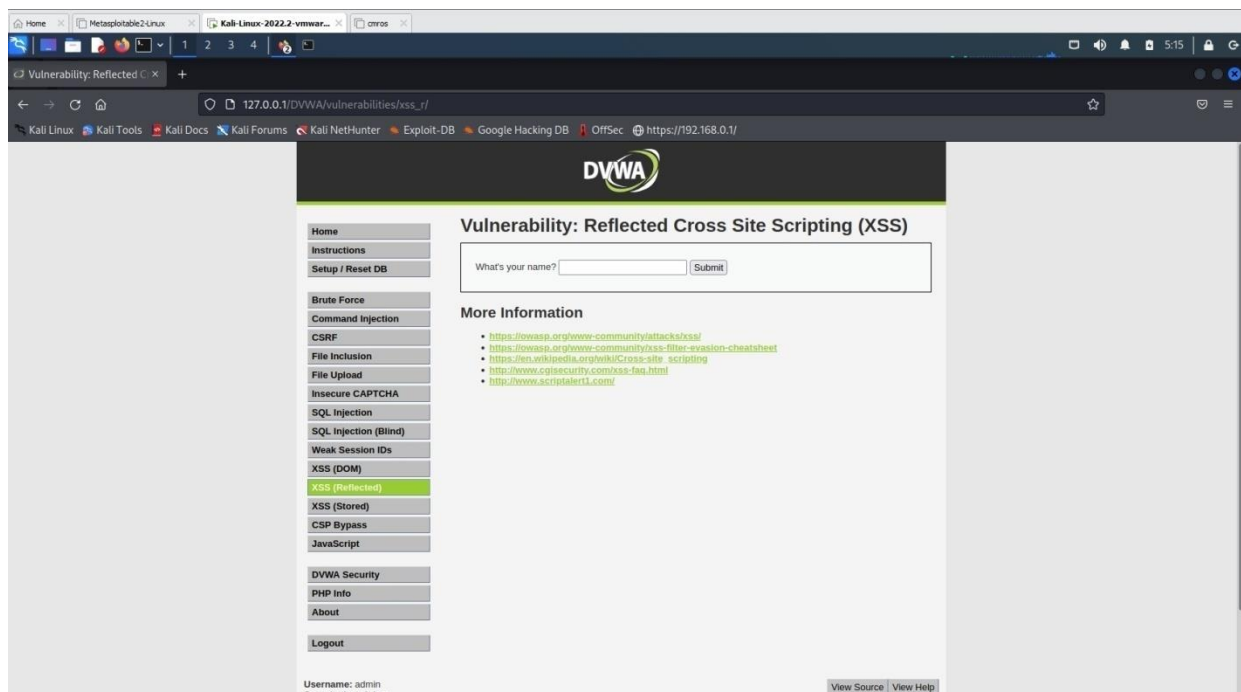 Home Metasploitable2-Linux Kali-Linux-2022.2-vmwar... cmros
1 2 3 4 5:15
Vulnerability: Reflected C
127.0.0.1/DVWA/vulnerabilities/xss_r/
Kali Linux Kali Tools Kali Docs Kali Forums Kali NetHunter Exploit-DB Google Hacking DB OffSec https://192.168.0.1/
DVWA
Home
Instructions
Setup / Reset DB
Brute Force
Command Injection
CSRF
File Inclusion
File Upload
Insecure CAPTCHA
SQL Injection
SQL Injection (Blind)
Weak Session IDs
XSS (DOM)
XSS (Reflected)
XSS (Stored)
CSP Bypass
JavaScript
DVWA Security
PHP Info
About
Logout
Vulnerability: Reflected Cross Site Scripting (XSS)
What's your name? Submit
More Information
https://owasp.org/www-community/attacks/xss/
https://owasp.org/www-community/xss-filter-evasion-cheatsheet
https://en.wikipedia.org/wiki/Cross-site_scripting
http://www.cgisecurity.com/xss-faq.html
http://www.scriptalert1.com/
Username: admin
View Source View Help